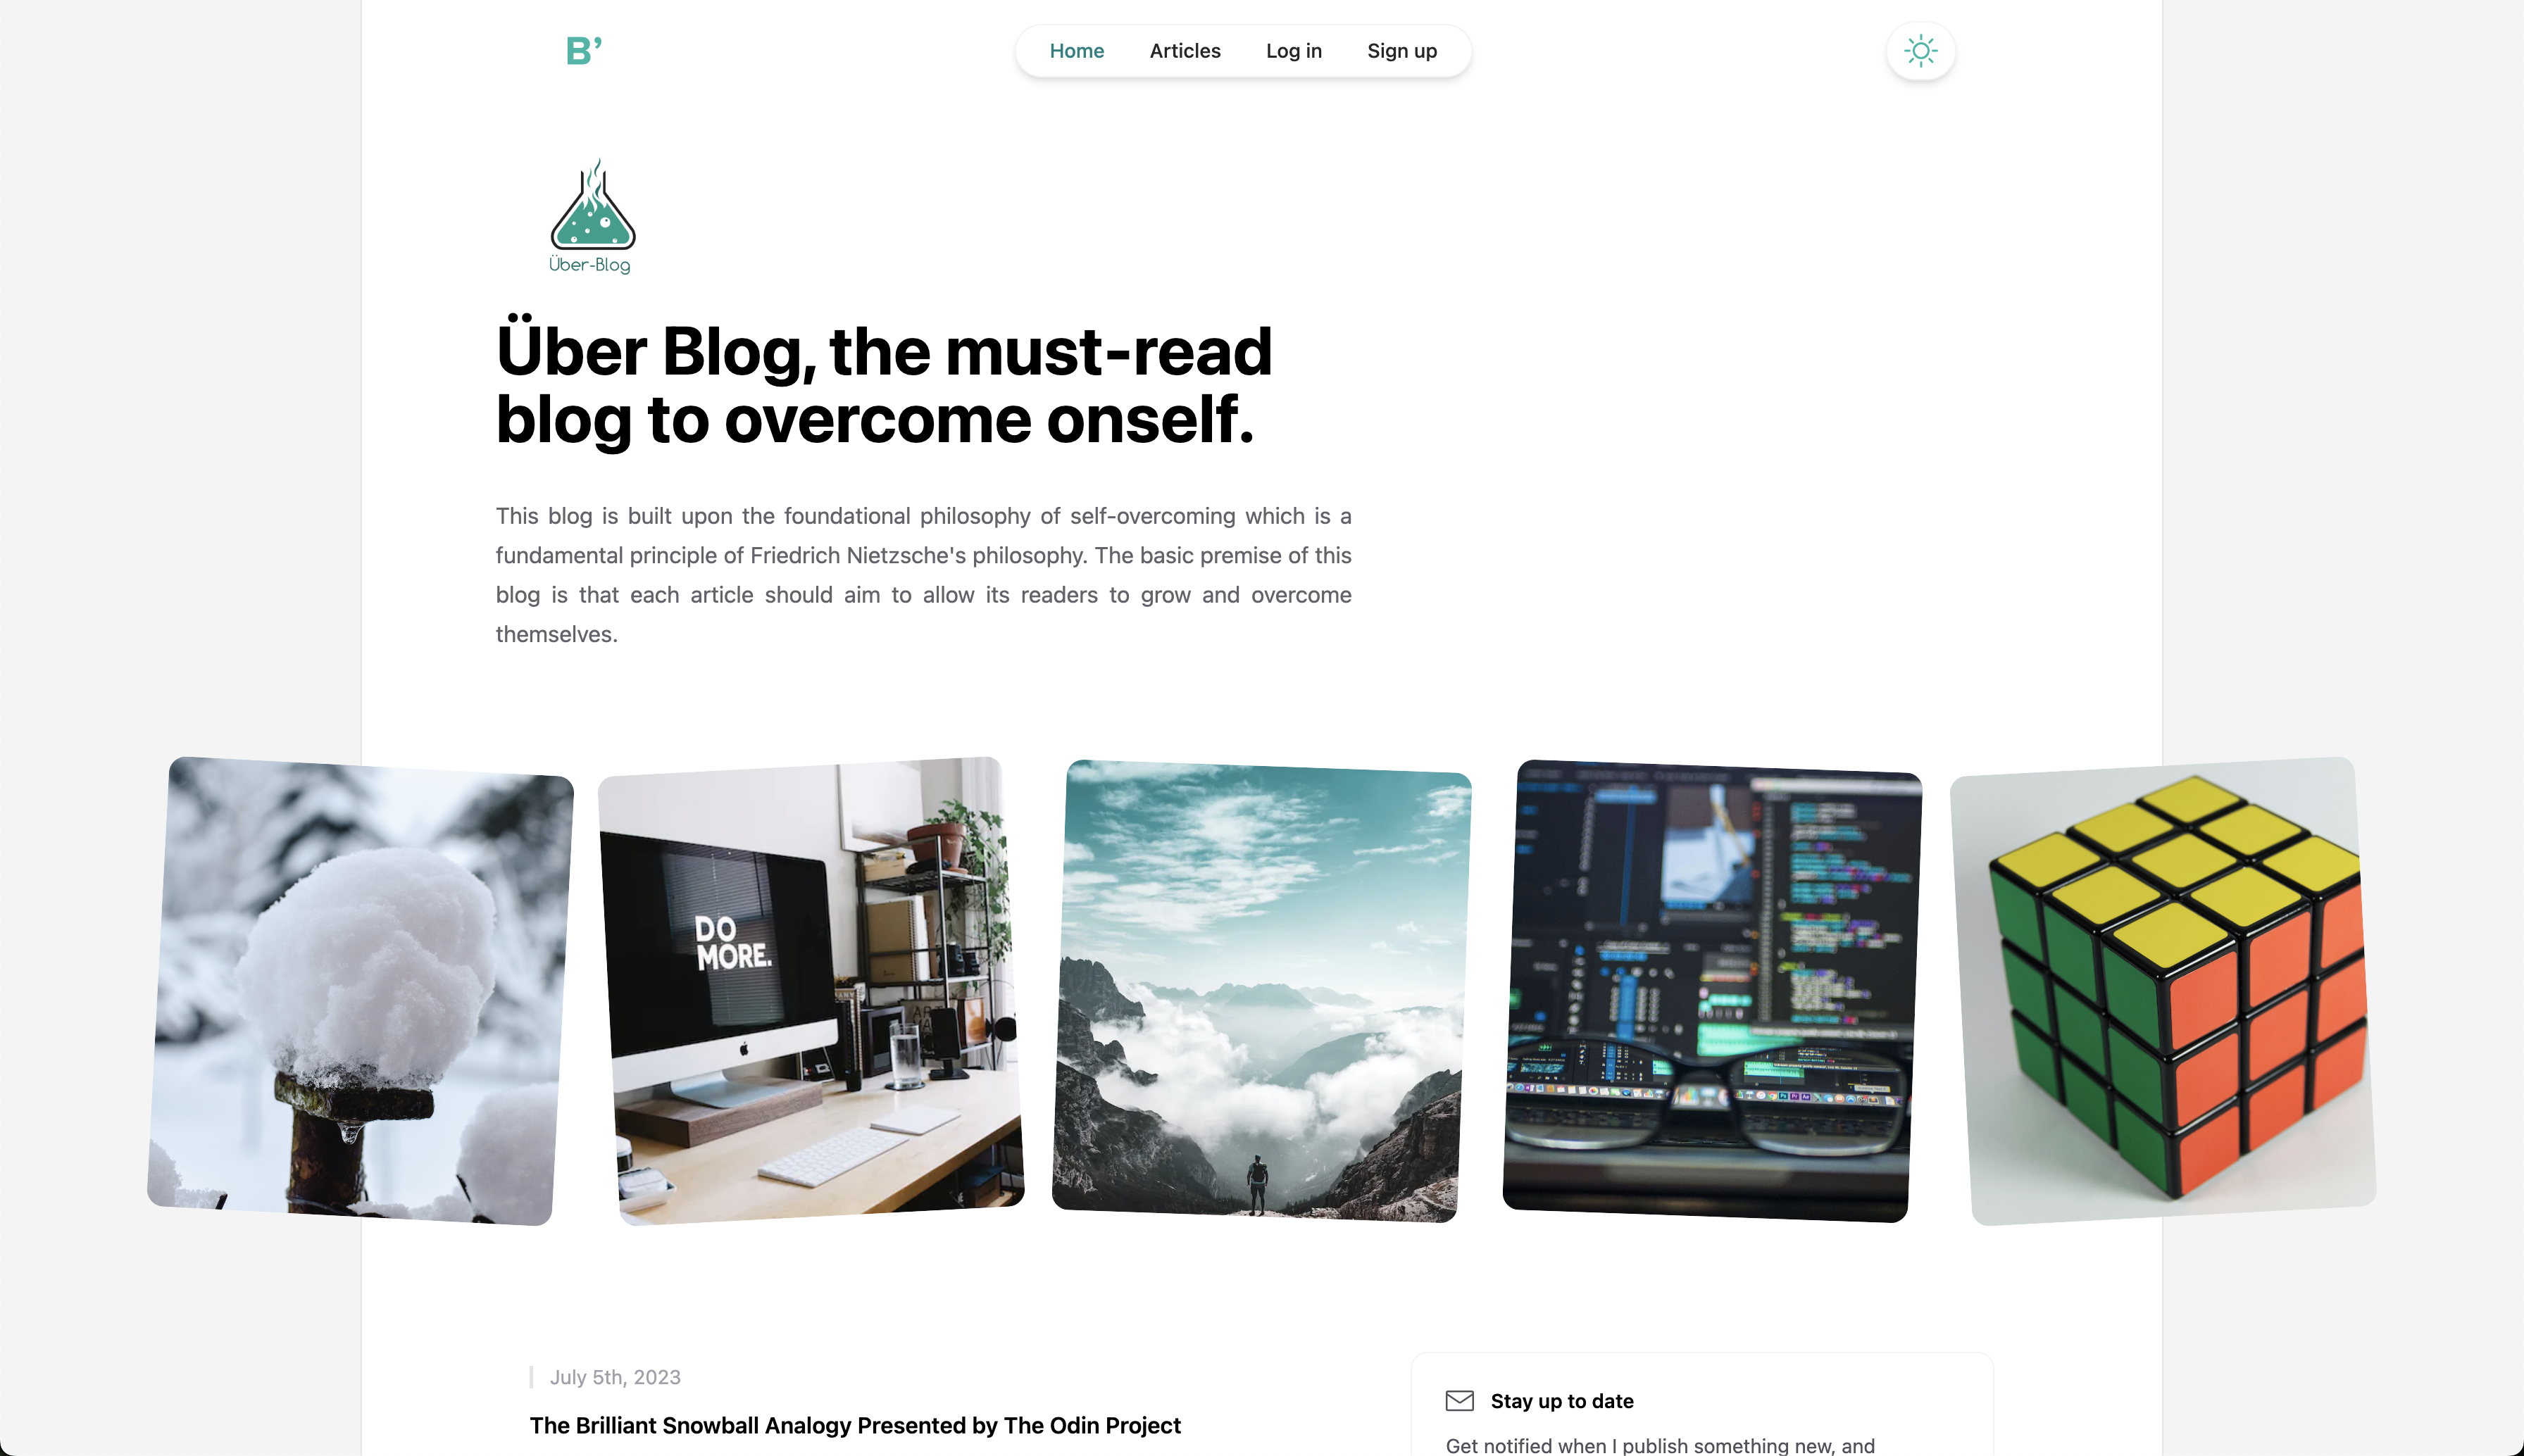 B’
Home Articles Log in Sign up
Über-Blog
Über Blog, the must-read
blog to overcome onself.
This blog is built upon the foundational philosophy of self-overcoming which is a
fundamental principle of Friedrich Nietzsche's philosophy. The basic premise of this
blog is that each article should aim to allow its readers to grow and overcome
themselves.
DO
MORE.
July 5th, 2023
The Brilliant Snowball Analogy Presented by The Odin Project
Stay up to date
Get notified when I publish something new, and